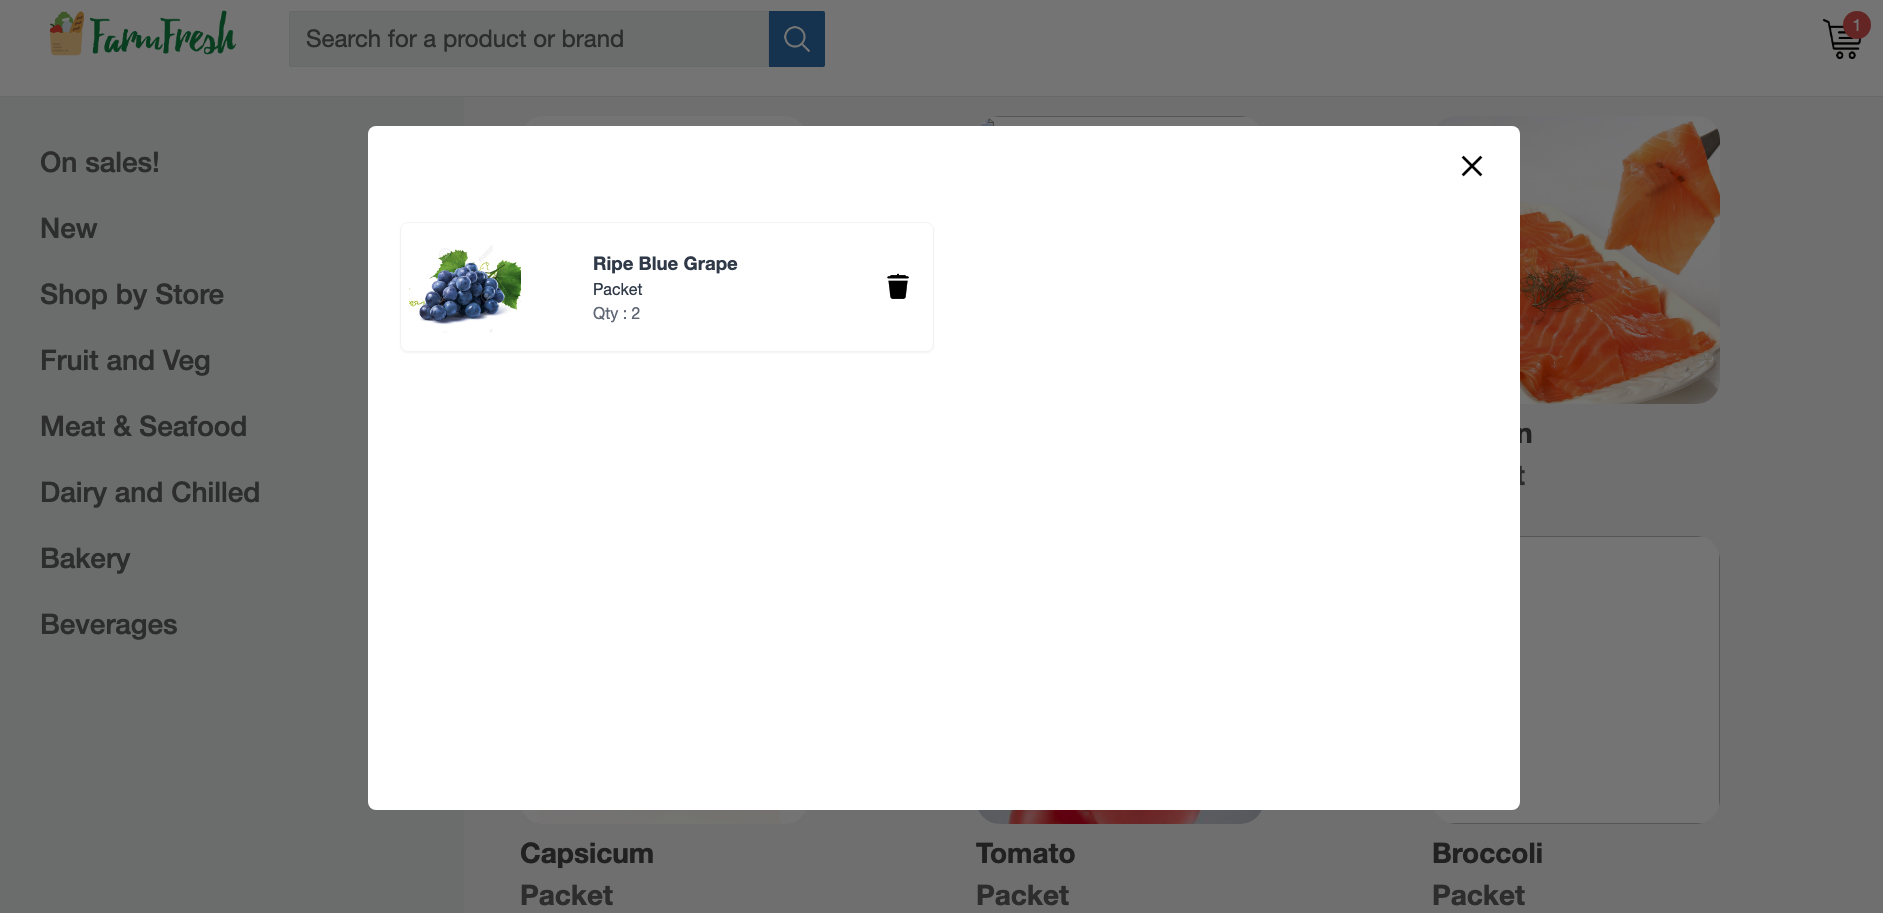 FarmFresh
Search for a product or brand
1
On sales!
New
Shop by Store
Fruit and Veg
Meat & Seafood
Dairy and Chilled
Bakery
Beverages
Ripe Blue Grape
Packet
Qty : 2
n
t
Capsicum
Packet
Tomato
Packet
Broccoli
Packet